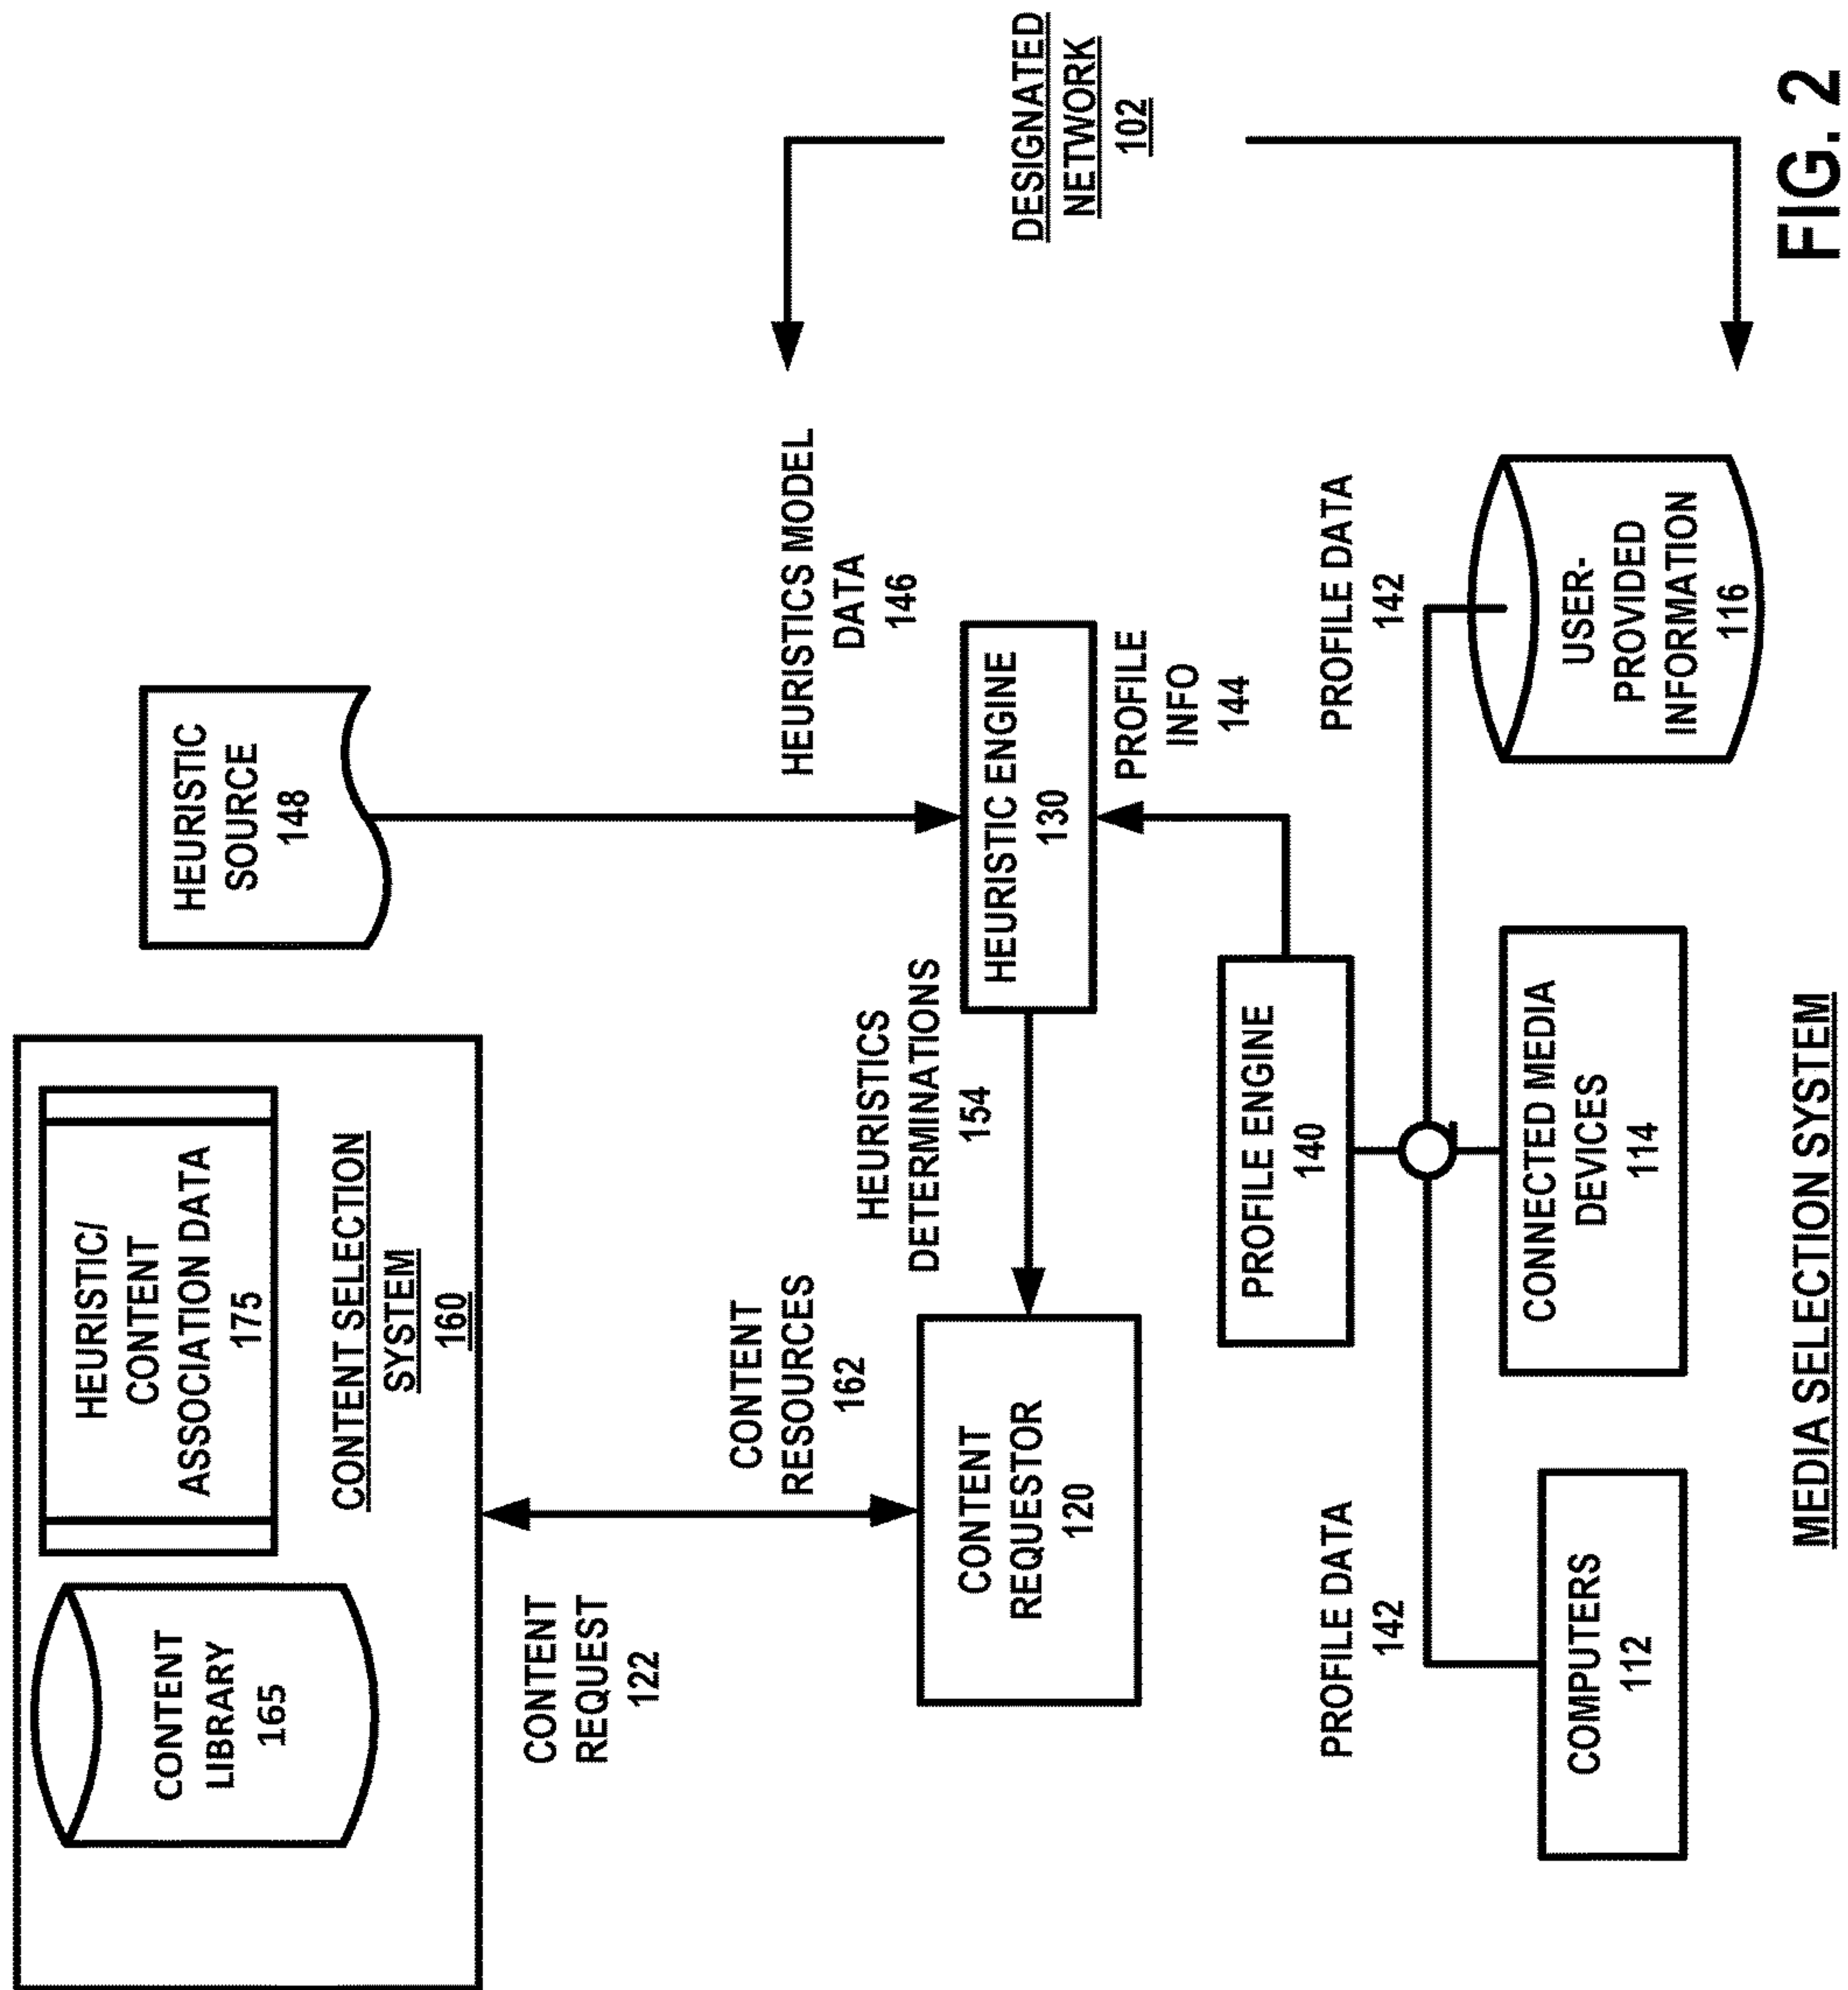 CONTENT
LIBRARY
165
HEURISTIC/
CONTENT
ASSOCIATION DATA
175
CONTENT SELECTION
SYSTEM
160
HEURISTIC
SOURCE
148
CONTENT
REQUEST
122
CONTENT
RESOURCES
162
HEURISTICS
DETERMINATIONS
154
HEURISTICS MODEL
DATA
146
CONTENT
REQUESTOR
120
HEURISTIC ENGINE
130
PROFILE
INFO
144
DESIGNATED
NETWORK
102
PROFILE ENGINE
140
PROFILE DATA
142
PROFILE DATA
142
COMPUTERS
112
CONNECTED MEDIA
DEVICES
114
USER-
PROVIDED
INFORMATION
116
MEDIA SELECTION SYSTEM
FIG. 2